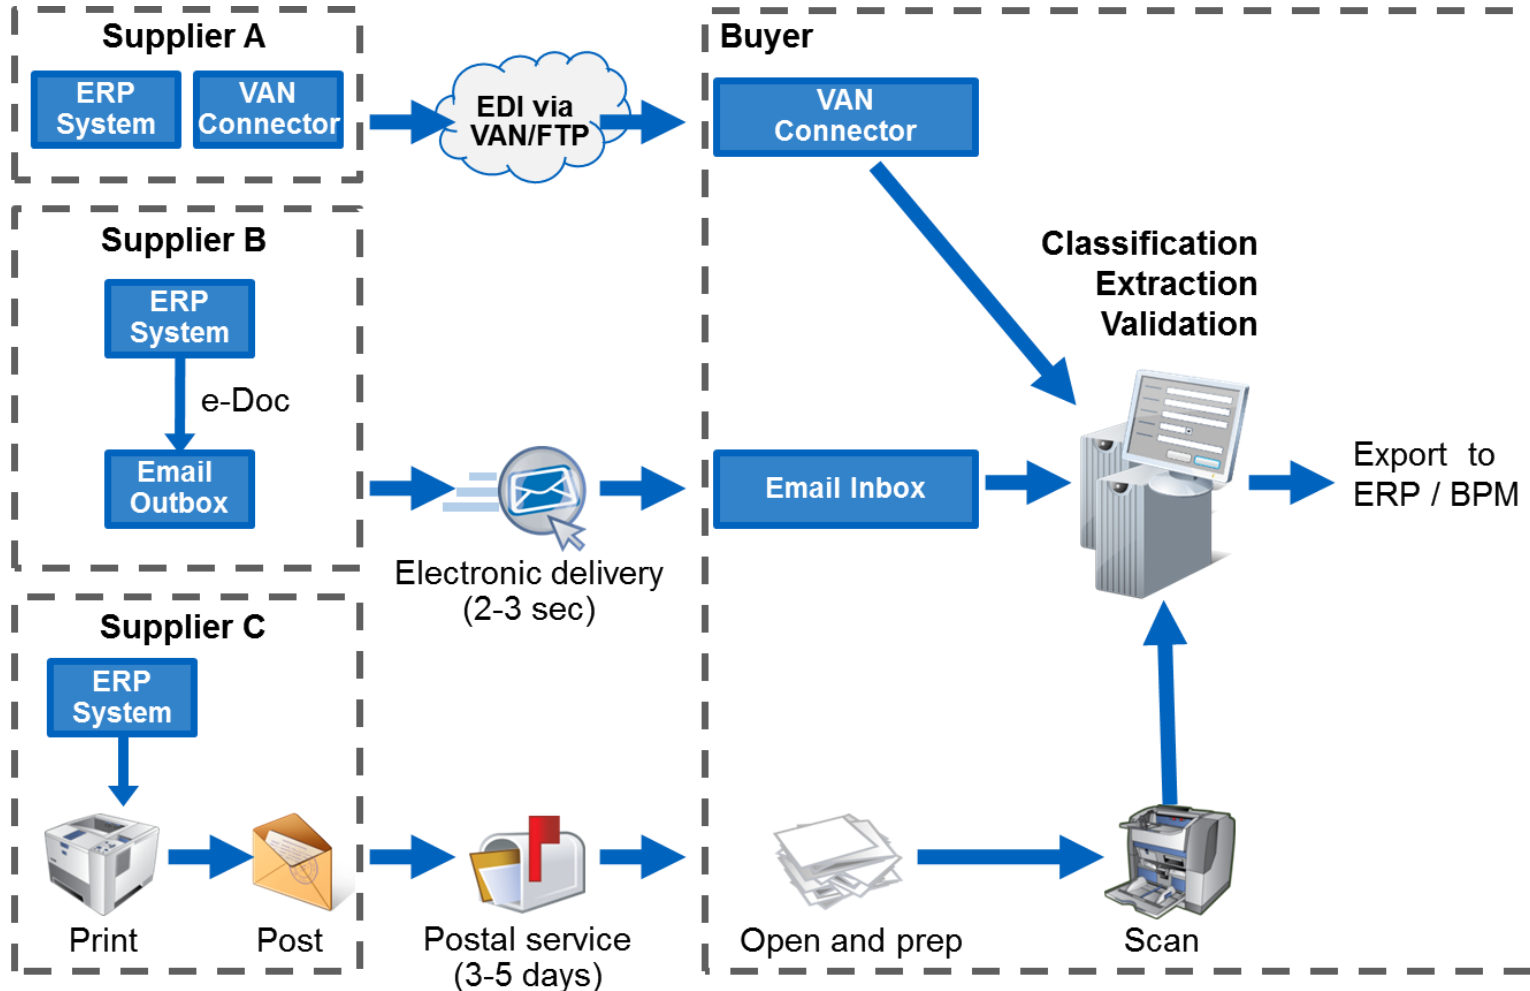 Supplier A
ERP
System
VAN
Connector
EDI via
VAN/FTP
Buyer
VAN
Connector
Supplier B
ERP
System
e-Doc
Email
Outbox
Electronic delivery
(2-3 sec)
Email Inbox
Classification
Extraction
Validation
Export to
ERP / BPM
Supplier C
ERP
System
Print
Post
Postal service
(3-5 days)
Open and prep
Scan